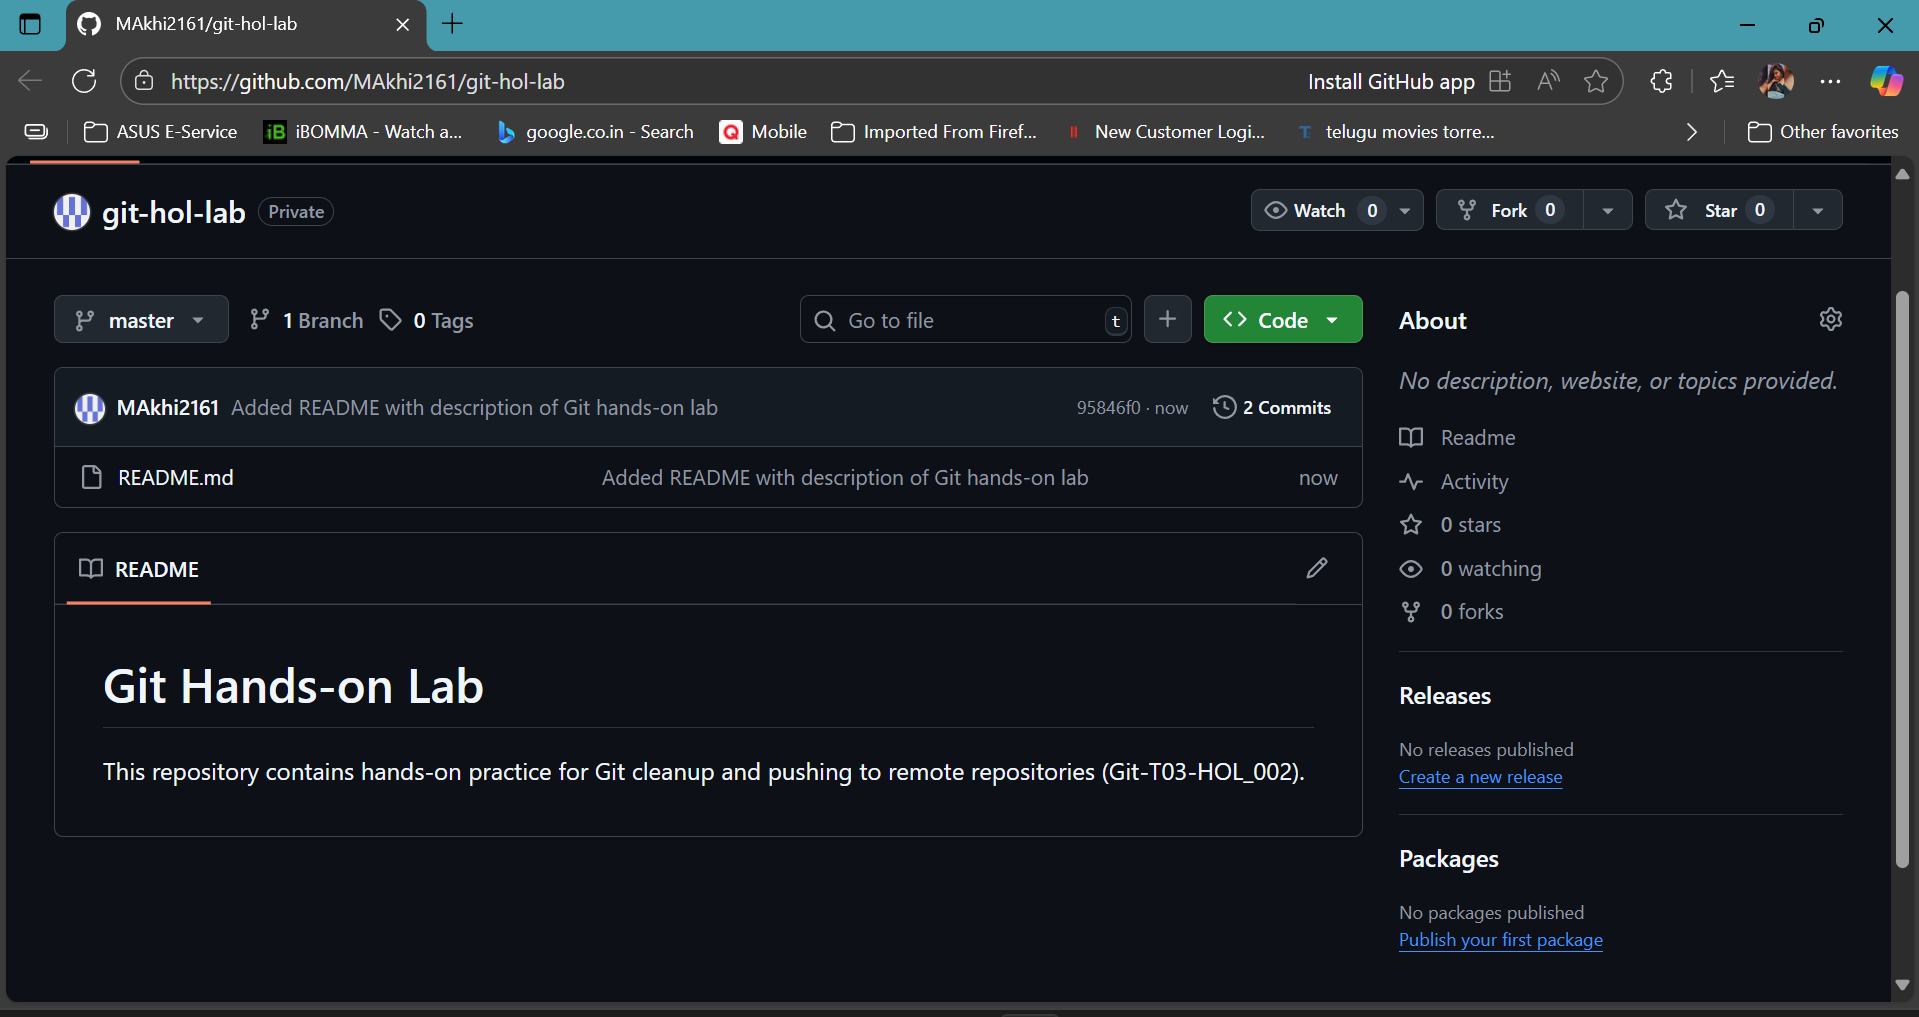 MAkhi2161/git-hol-lab
https://github.com/MAkhi2161/git-hol-lab
Install GitHub app
ASUS E-Service
iB iBOMMA - Watch a...
google.co.in - Search
Q Mobile
Imported From Firef...
New Customer Logi...
T telugu movies torre...
Other favorites
git-hol-lab Private
Watch 0
Fork 0
Star 0
master
1 Branch
0 Tags
Go to file t
+
<> Code
MAkhi2161 Added README with description of Git hands-on lab 95846f0 · now 2 Commits
README.md Added README with description of Git hands-on lab now
README
Git Hands-on Lab
This repository contains hands-on practice for Git cleanup and pushing to remote repositories (Git-T03-HOL_002).
About
No description, website, or topics provided.
Readme
Activity
0 stars
0 watching
0 forks
Releases
No releases published
Create a new release
Packages
No packages published
Publish your first package